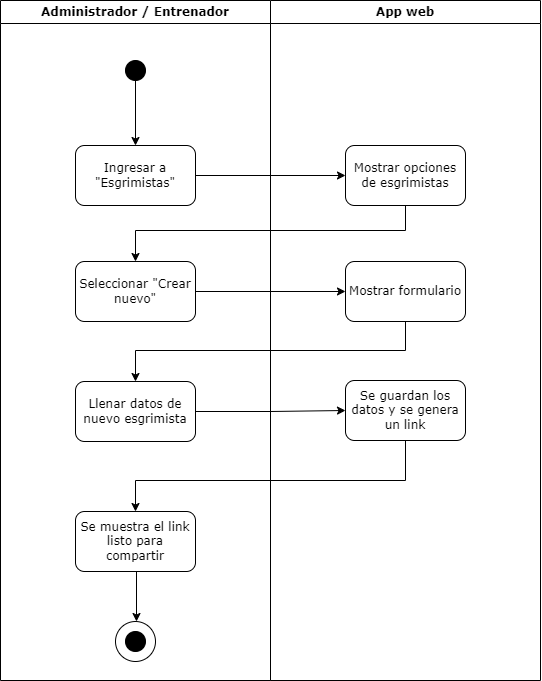 Administrador / Entrenador
App web
Ingresar a
"Esgrimistas"
Mostrar opciones
de esgrimistas
Seleccionar "Crear
nuevo"
Mostrar formulario
Llenar datos de
nuevo esgrimista
Se guardan los
datos y se genera
un link
Se muestra el link
listo para
compartir